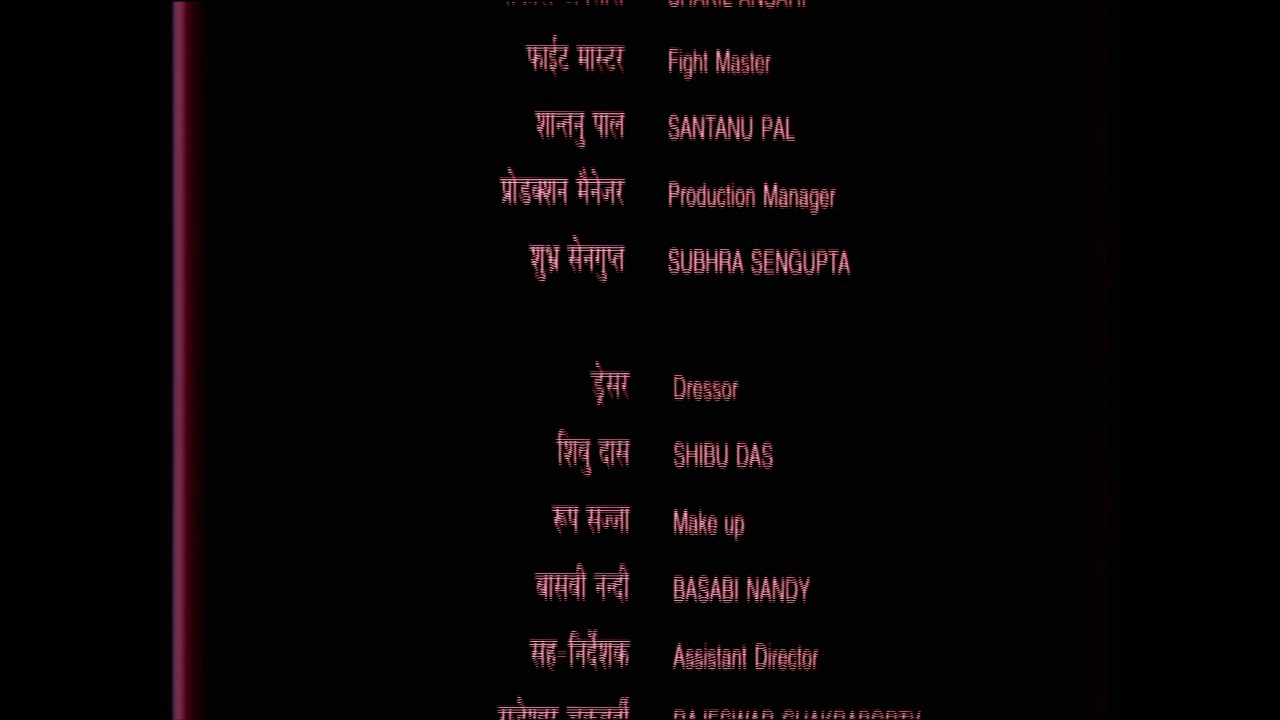 फाईट मास्टर Fight Master
शान्तनु पाल SANTANU PAL
प्रोडक्शन मैनेजर Production Manager
शुभ्र सेनगुप्त SUBHRA SENGUPTA
ड्रेसर Dressor
शिबु दास SHIBU DAS
रूप सज्जा Make up
बासबी नन्दी BASABI NANDY
सह-निर्देशक Assistant Director